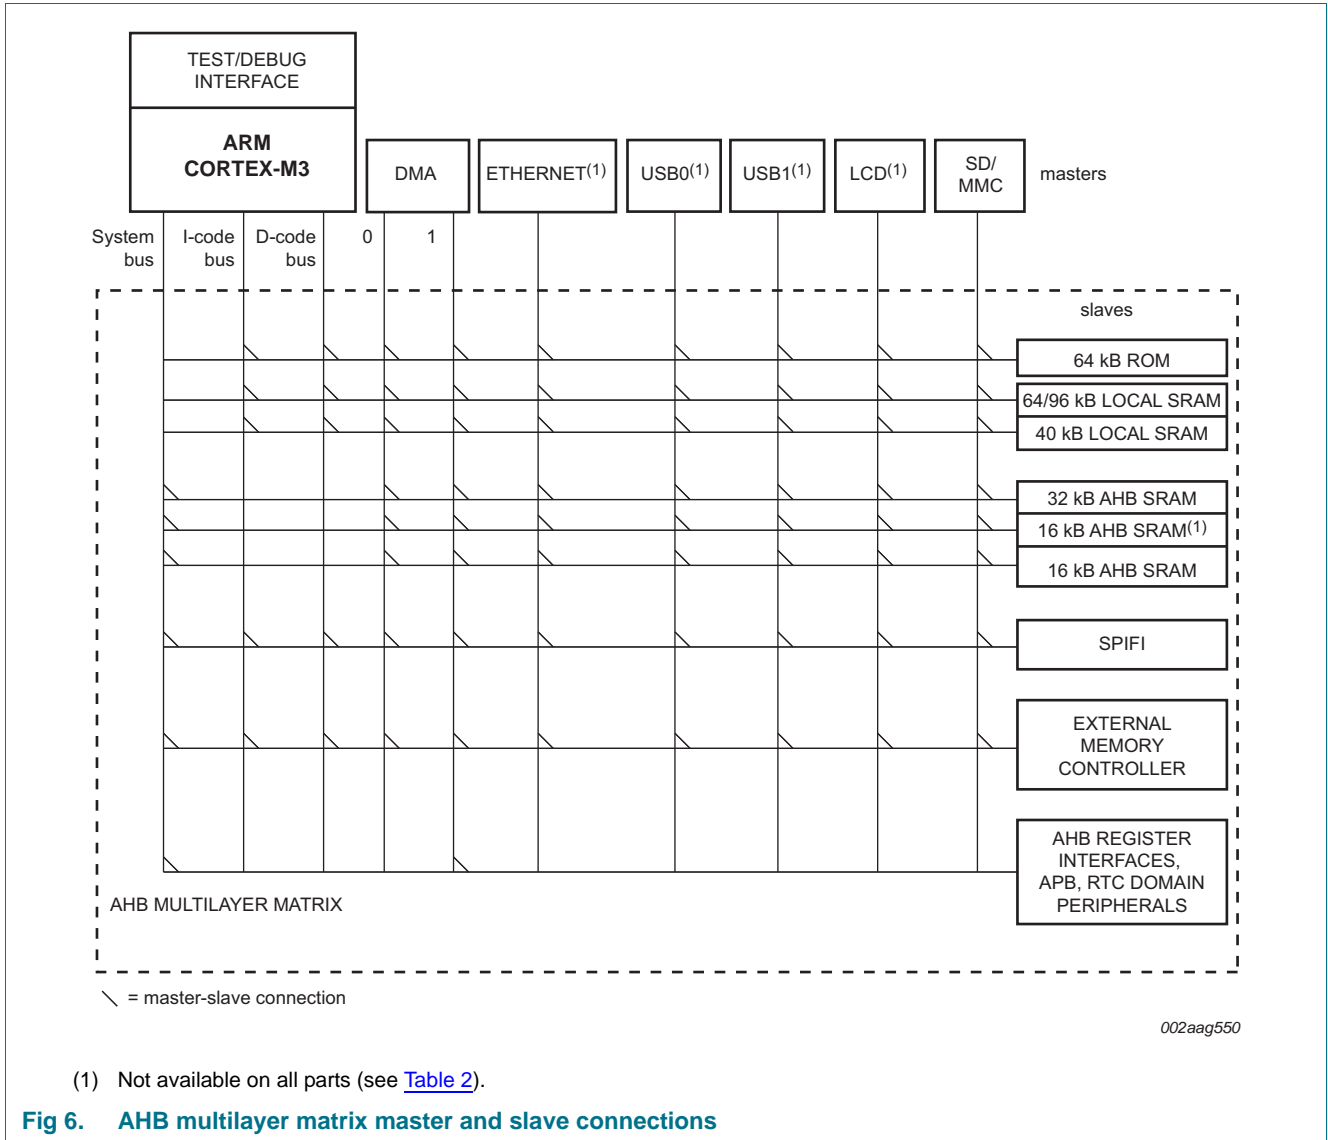 TEST/DEBUG
INTERFACE
ARM
CORTEX-M3
DMA
ETHERNET(1)
USB0(1)
USB1(1)
LCD(1)
SD/
MMC
masters
System
bus
I-code
bus
D-code
bus
0
1
slaves
64 kB ROM
64/96 kB LOCAL SRAM
40 kB LOCAL SRAM
32 kB AHB SRAM
16 kB AHB SRAM(1)
16 kB AHB SRAM
SPIFI
EXTERNAL
MEMORY
CONTROLLER
AHB REGISTER
INTERFACES,
APB, RTC DOMAIN
PERIPHERALS
AHB MULTILAYER MATRIX
= master-slave connection
002aag550
(1) Not available on all parts (see Table 2).
Fig 6. AHB multilayer matrix master and slave connections